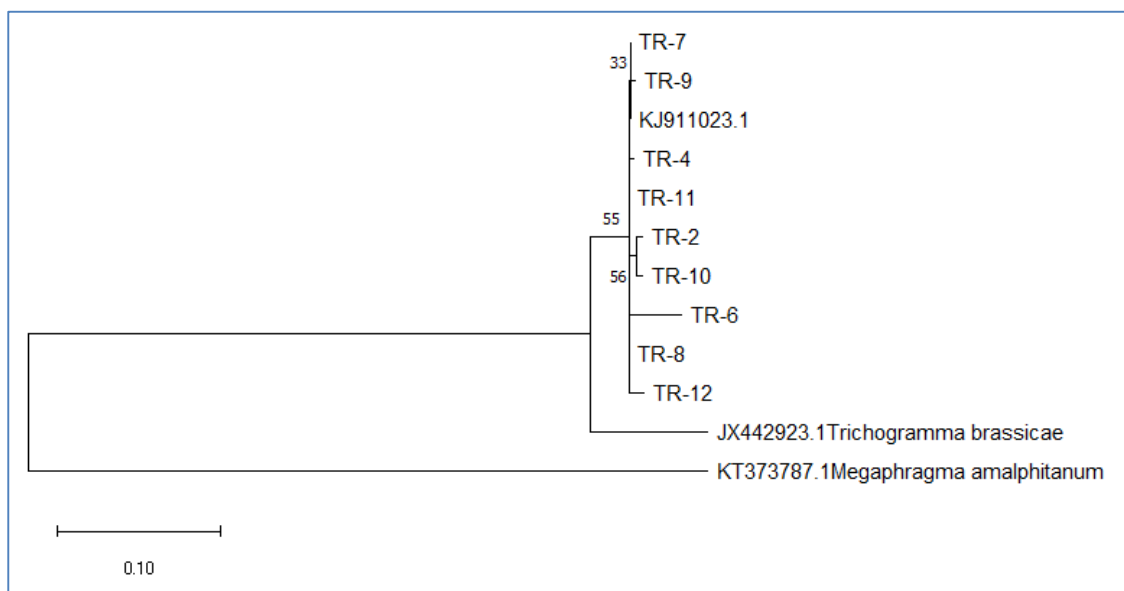 TR-7
33
TR-9
KJ911023.1
TR-4
TR-11
55
TR-2
56
TR-10
TR-6
TR-8
TR-12
JX442923.1Trichogramma brassicae
KT373787.1Megaphragma amalphitanum
0.10